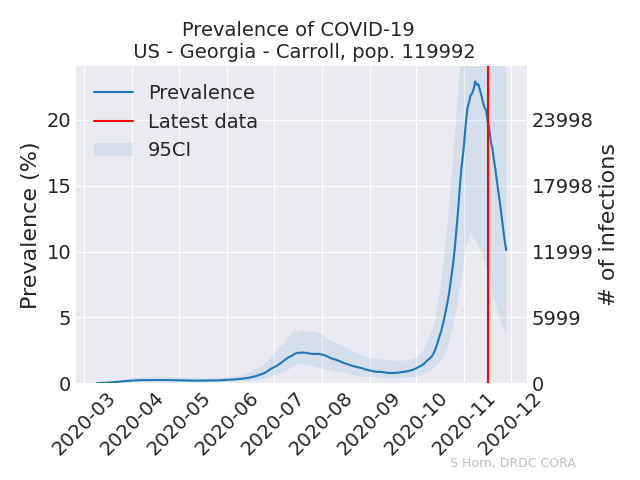 Prevalence of COVID-19
US - Georgia - Carroll, pop. 119992
Prevalence
Latest data
95CI
Prevalence (%)
20
15
10
5
0
23998
17998
11999
5999
0
# of infections
2020-03
2020-04
2020-05
2020-06
2020-07
2020-08
2020-09
2020-10
2020-11
2020-12
S Horn, DRDC CORA